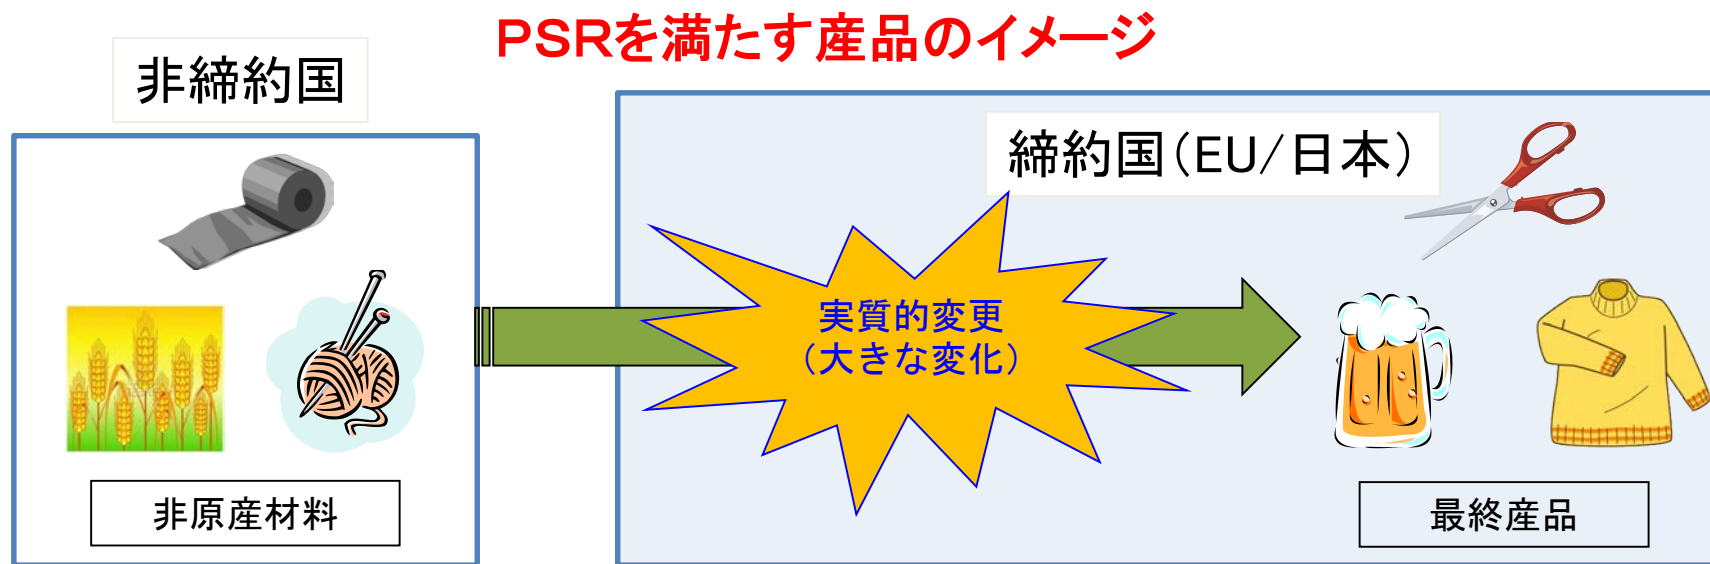 PSRを満たす産品のイメージ
非締約国
締約国（EU/日本）
実質的変更
（大きな変化）
非原産材料
最終産品